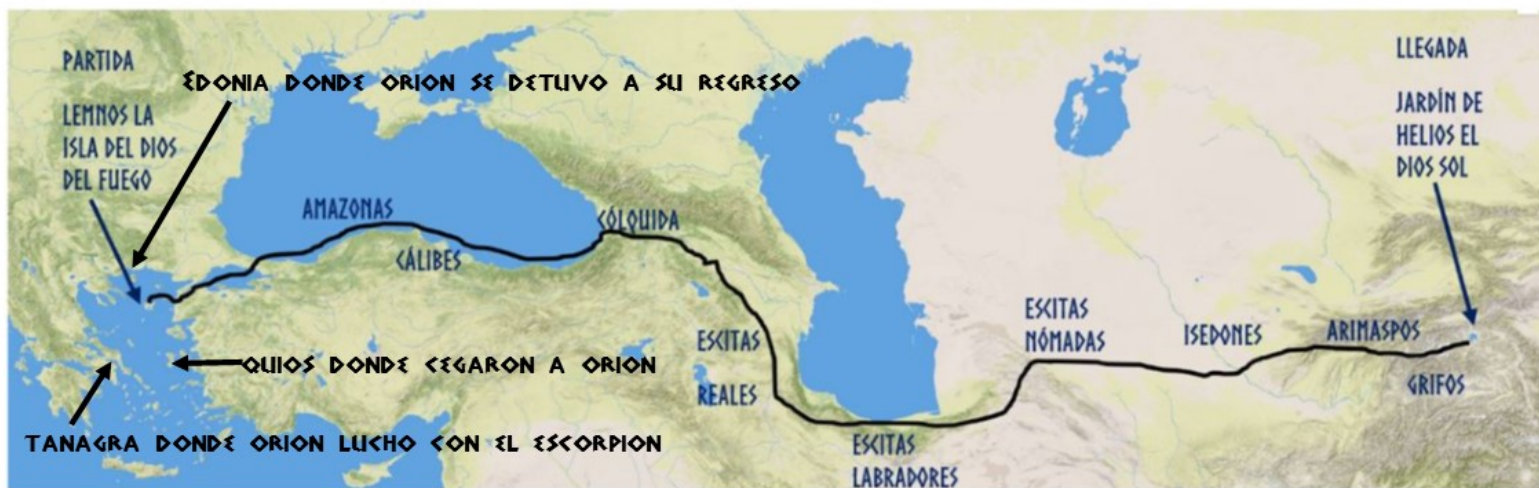 PARTIDA
EDONIA DONDE ORION SE DETUVO A SU REGRESO
LEMNOS LA
ISLA DEL DIOS
DEL FUEGO
LLEGADA
JARDÍN DE
HELIOS EL
DIOS SOL
AMAZONAS
CÁLIBES
CÓLQUIDA
ESCITAS
REALES
ESCITAS
LABRADORES
ESCITAS
NÓMADAS
ISEDONES
ARIMASPOS
GRIFOS
QUIOS DONDE CEGARON A ORION
TANAGRA DONDE ORION LUCHO CON EL ESCORPION